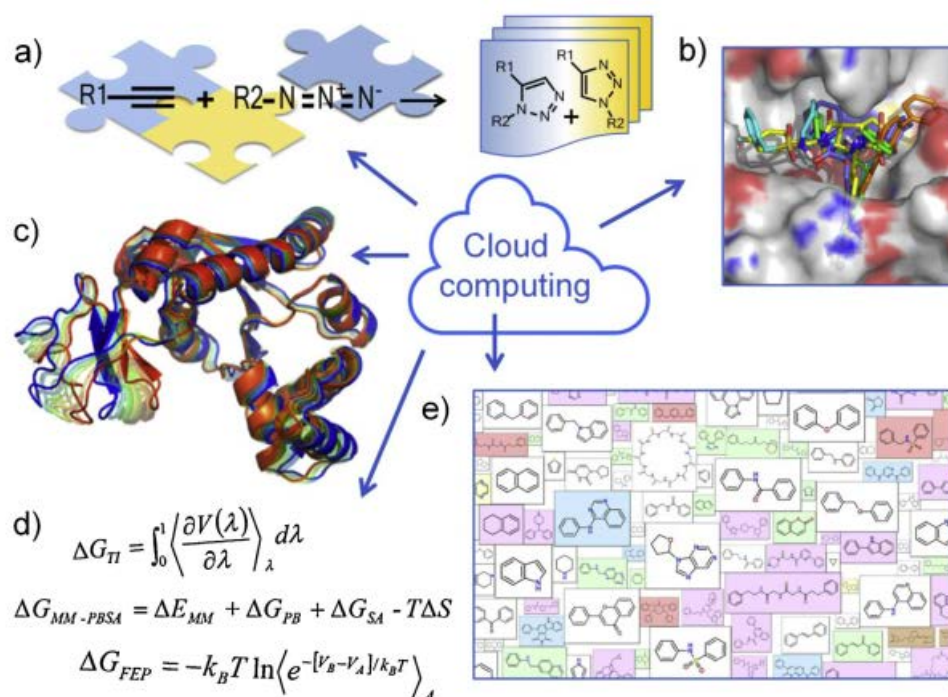 a)
R1 + R2-N=N⁺=N⁻
R1
R2
N
N
N
+
R1
N
N
N
R2
b)
c)
Cloud
computing
d)
ΔG_TI = ∫₀¹ ⟨∂V(λ)/∂λ⟩_λ dλ
ΔG_MM-PBSA = ΔE_MM + ΔG_PB + ΔG_SA - TΔS
ΔG_FEP = −k_B T ln⟨e^−[V_B−V_A]/k_BT⟩_A
e)